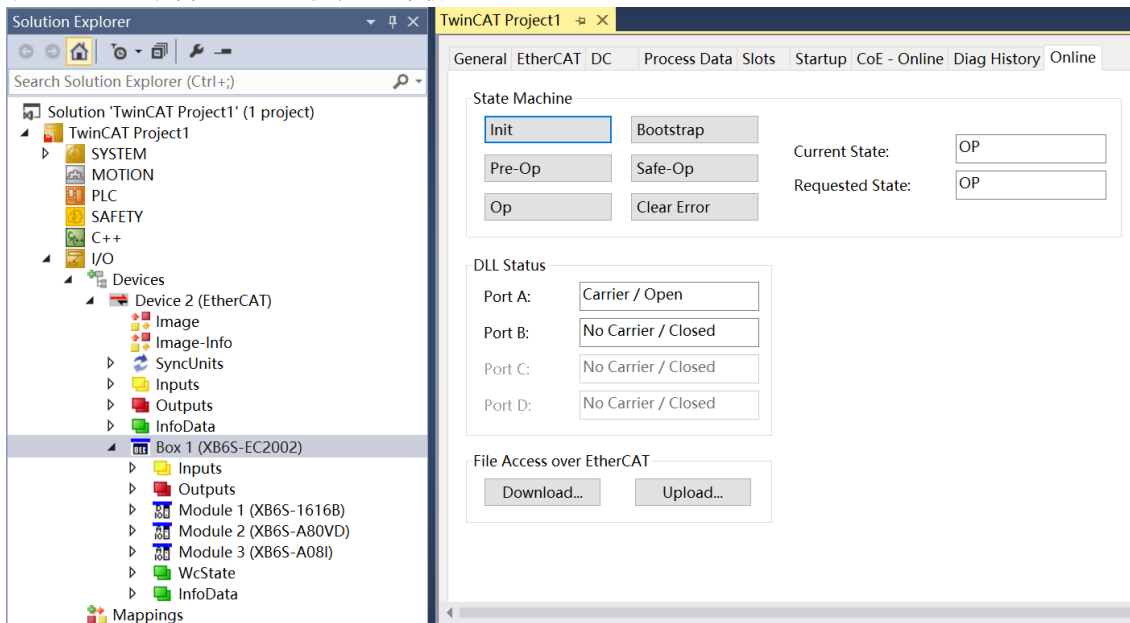 Solution Explorer
Search Solution Explorer (Ctrl+;)
Solution 'TwinCAT Project1' (1 project)
TwinCAT Project1
SYSTEM
MOTION
PLC
SAFETY
C++
I/O
Devices
Device 2 (EtherCAT)
Image
Image-Info
SyncUnits
Inputs
Outputs
InfoData
Box 1 (XB6S-EC2002)
Inputs
Outputs
Module 1 (XB6S-1616B)
Module 2 (XB6S-A80VD)
Module 3 (XB6S-A08I)
WcState
InfoData
Mappings
TwinCAT Project1
General EtherCAT DC Process Data Slots Startup CoE - Online Diag History Online
State Machine
Init Bootstrap
Pre-Op Safe-Op
Op Clear Error
Current State: OP
Requested State: OP
DLL Status
Port A: Carrier / Open
Port B: No Carrier / Closed
Port C: No Carrier / Closed
Port D: No Carrier / Closed
File Access over EtherCAT
Download... Upload...